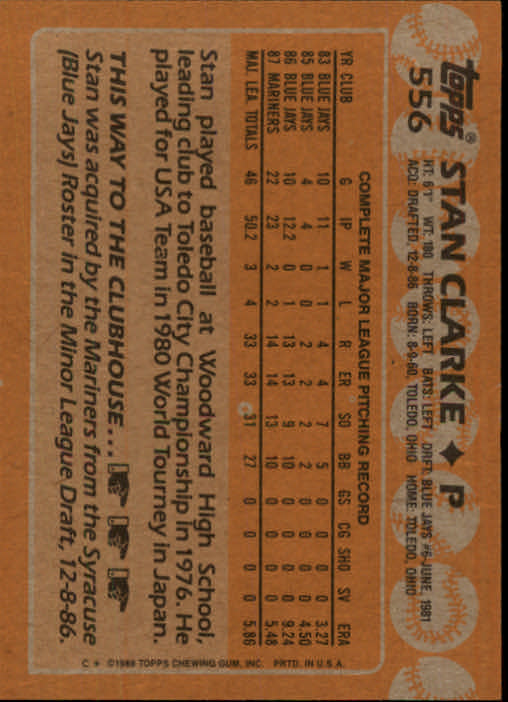 topps®
556
STAN CLARKE ◆ P
HT: 6'1" WT: 180 THROWS: LEFT BATS: LEFT DRFT: BLUE JAYS #6-JUNE, 1981
ACQ: DRAFTED, 12-8-86 BORN: 8-9-60, TOLEDO, OHIO HOME: TOLEDO, OHIO
COMPLETE MAJOR LEAGUE PITCHING RECORD
YR CLUB G IP W L R ER SO BB GS CG SHO SV ERA
83 BLUE JAYS 10 11 1 1 4 4 7 5 0 0 0 0 3.27
85 BLUE JAYS 4 4 0 0 2 2 2 2 0 0 0 0 4.50
86 BLUE JAYS 10 12.2 0 1 13 13 9 10 0 0 0 0 9.24
87 MARINERS 22 23 2 2 14 14 13 10 0 0 0 0 5.48
MAJ. LEA. TOTALS 46 50.2 3 4 33 33 31 27 0 0 0 0 5.86
Stan played baseball at Woodward High School,
leading club to Toledo City Championship in 1976. He
played for USA Team in 1980 World Tourney in Japan.
THIS WAY TO THE CLUBHOUSE...
Stan was acquired by the Mariners from the Syracuse
(Blue Jays) Roster in the Minor League Draft, 12-8-86.
C * ©1988 TOPPS CHEWING GUM, INC. PRTD. IN U.S.A.